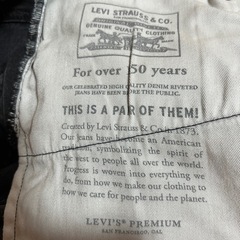 LEVI STRAUSS & CO.
GENUINE QUALITY CLOTHING
For over 150 years
OUR CELEBRATED HIGH QUALITY DENIM RIVETED
JEANS HAVE BEEN BEFORE THE PUBLIC.
THIS IS A PAIR OF THEM!
Created by Levi Strauss & Co. in 1873.
Our jeans have become an American
symbolizing the spirit of
the west to people all over the world.
Progress is woven into everything we
do, from how we make our clothing to
how we care for people and the planet.
LEVI'S® PREMIUM
SAN FRANCISCO, CAL